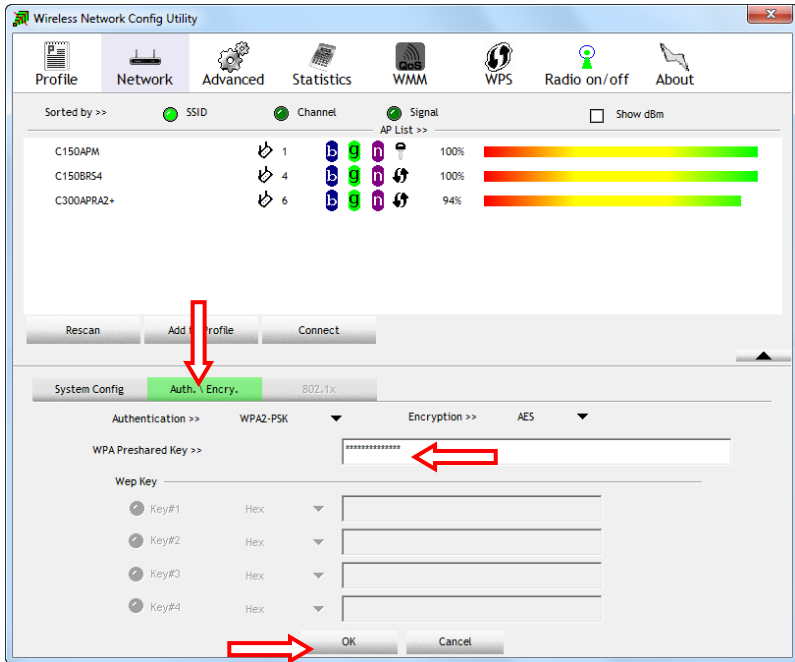 Wireless Network Config Utility
Profile Network Advanced Statistics QoS WMM WPS Radio on/off About
Sorted by >> SSID Channel Signal Show dBm
AP List >>
C150APM 1 b g n 100%
C150BRS4 4 b g n 100%
C300APRA2+ 6 b g n 94%
Rescan Add Profile Connect
System Config Auth. \ Encry. 802.1x
Authentication >> WPA2-PSK Encryption >> AES
WPA Preshared Key >> **************
Wep Key
Key#1 Hex
Key#2 Hex
Key#3 Hex
Key#4 Hex
OK Cancel